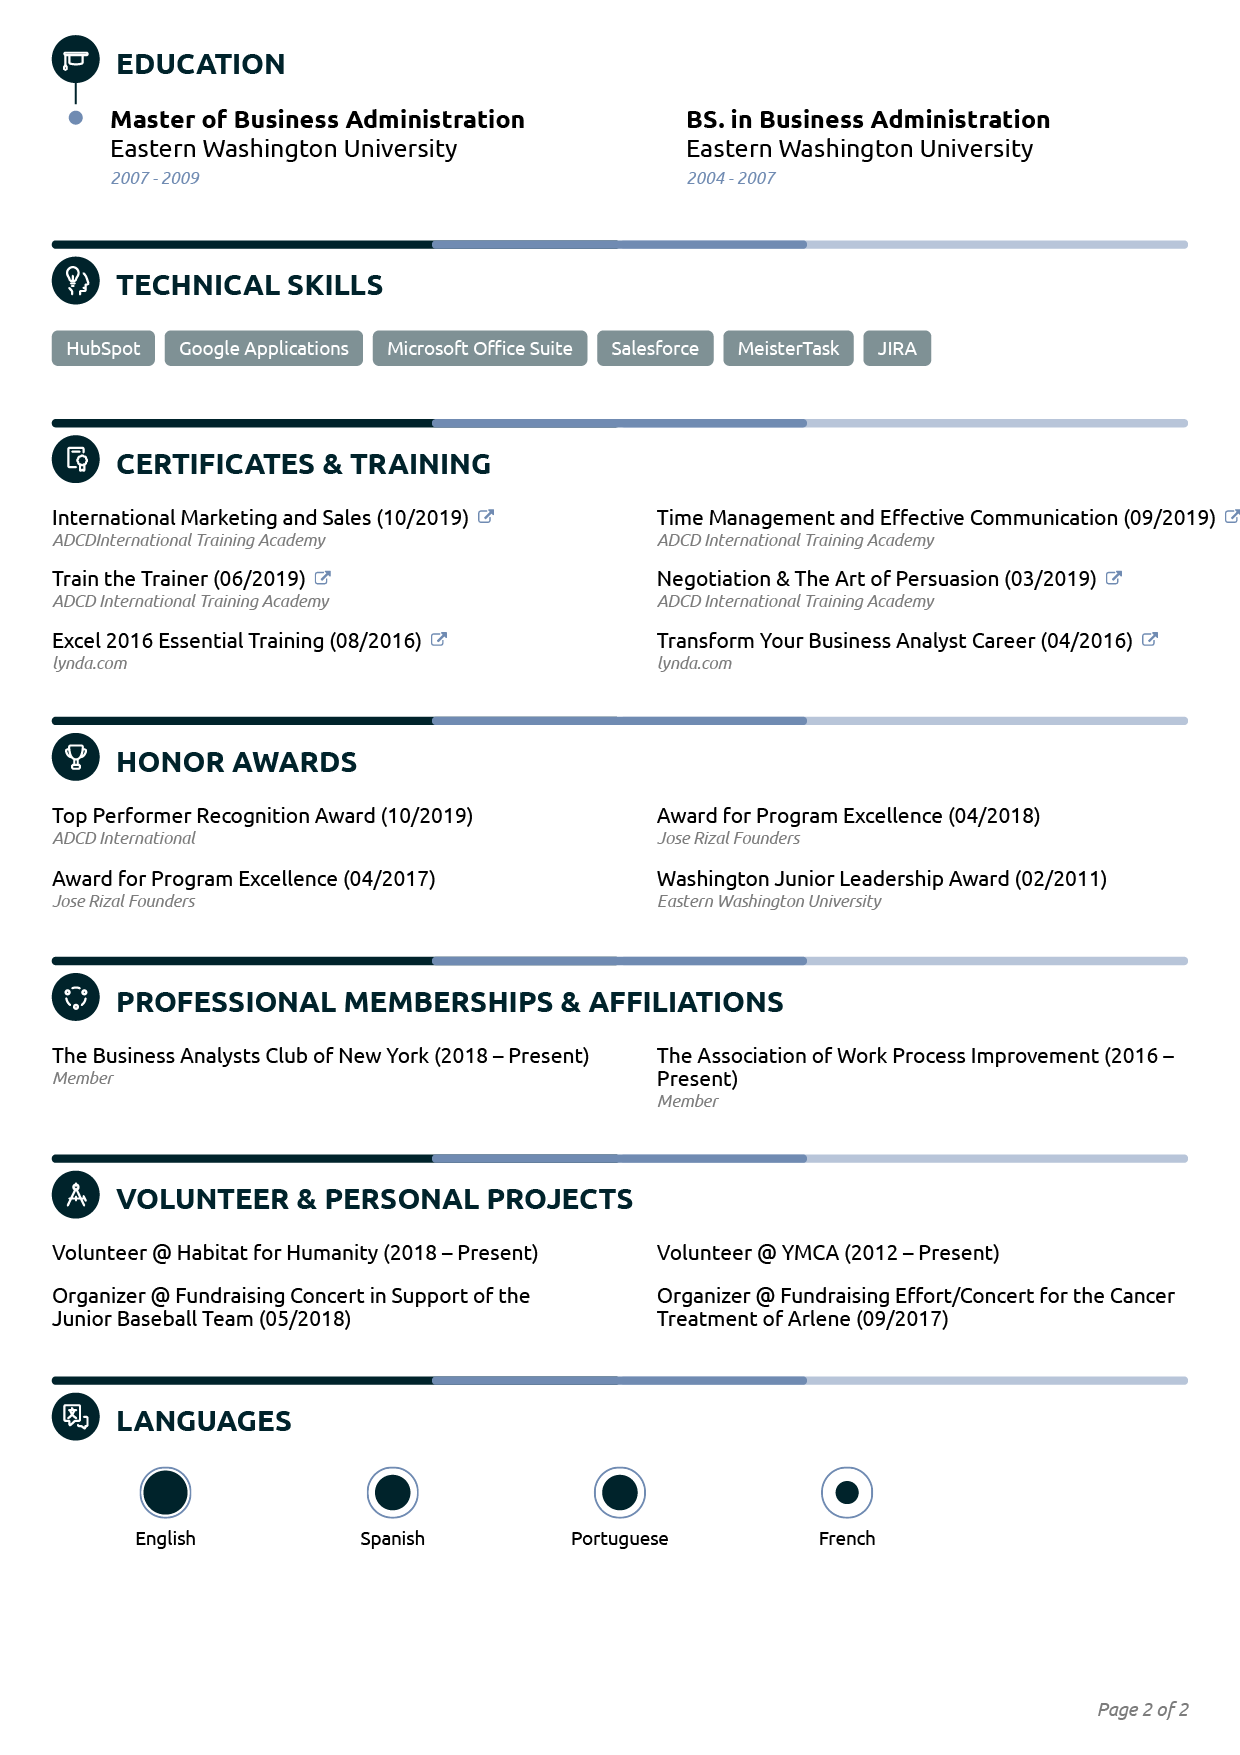 EDUCATION
Master of Business Administration
Eastern Washington University
2007 - 2009
BS. in Business Administration
Eastern Washington University
2004 - 2007
TECHNICAL SKILLS
HubSpot Google Applications Microsoft Office Suite Salesforce MeisterTask JIRA
CERTIFICATES & TRAINING
International Marketing and Sales (10/2019)
ADCDInternational Training Academy
Time Management and Effective Communication (09/2019)
ADCD International Training Academy
Train the Trainer (06/2019)
ADCD International Training Academy
Negotiation & The Art of Persuasion (03/2019)
ADCD International Training Academy
Excel 2016 Essential Training (08/2016)
lynda.com
Transform Your Business Analyst Career (04/2016)
lynda.com
HONOR AWARDS
Top Performer Recognition Award (10/2019)
ADCD International
Award for Program Excellence (04/2018)
Jose Rizal Founders
Award for Program Excellence (04/2017)
Jose Rizal Founders
Washington Junior Leadership Award (02/2011)
Eastern Washington University
PROFESSIONAL MEMBERSHIPS & AFFILIATIONS
The Business Analysts Club of New York (2018 – Present)
Member
The Association of Work Process Improvement (2016 –
Present)
Member
VOLUNTEER & PERSONAL PROJECTS
Volunteer @ Habitat for Humanity (2018 – Present)
Volunteer @ YMCA (2012 – Present)
Organizer @ Fundraising Concert in Support of the
Junior Baseball Team (05/2018)
Organizer @ Fundraising Effort/Concert for the Cancer
Treatment of Arlene (09/2017)
LANGUAGES
English Spanish Portuguese French
Page 2 of 2